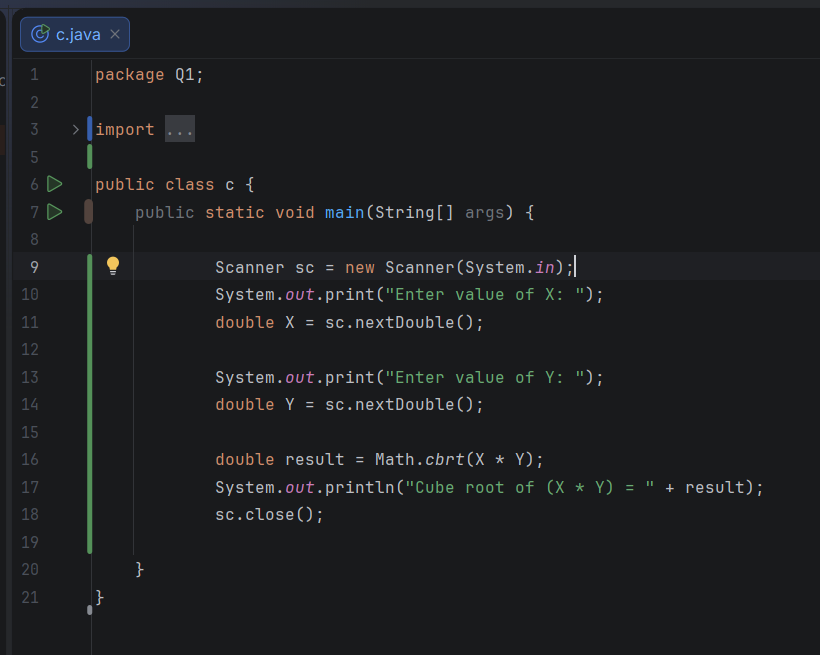 c.java
1 package Q1;
2
3 import ...
5
6 public class c {
7 public static void main(String[] args) {
8
9 Scanner sc = new Scanner(System.in);
10 System.out.print("Enter value of X: ");
11 double X = sc.nextDouble();
12
13 System.out.print("Enter value of Y: ");
14 double Y = sc.nextDouble();
15
16 double result = Math.cbrt(X * Y);
17 System.out.println("Cube root of (X * Y) = " + result);
18 sc.close();
19
20 }
21 }